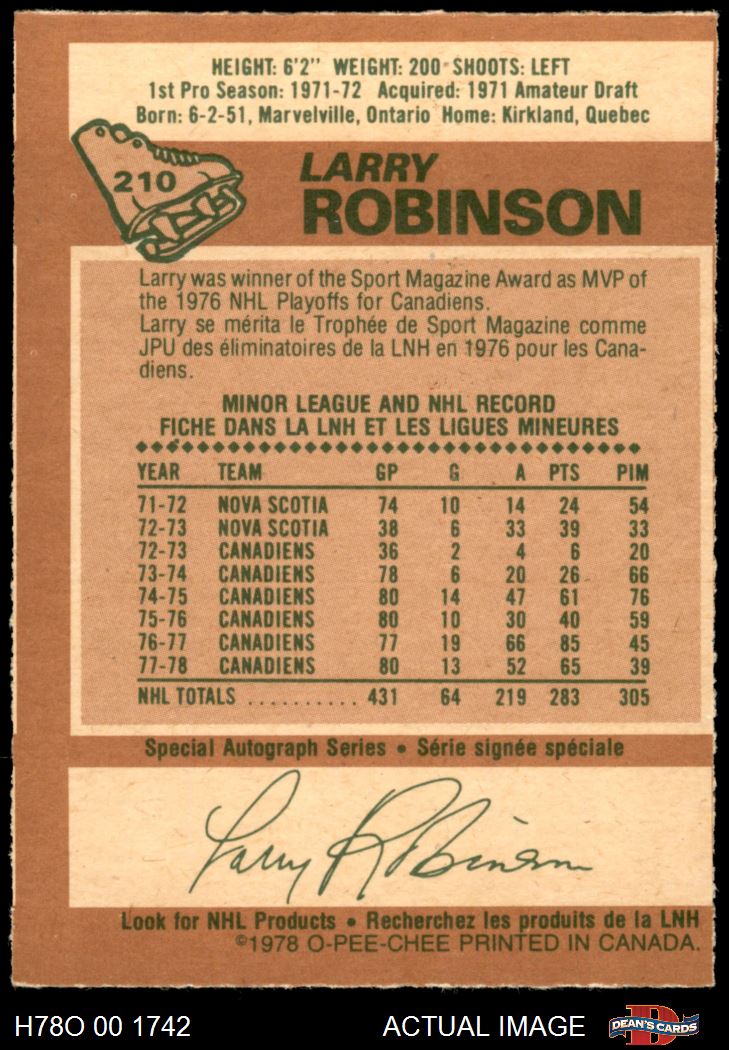 HEIGHT: 6'2" WEIGHT: 200 SHOOTS: LEFT
1st Pro Season: 1971-72 Acquired: 1971 Amateur Draft
Born: 6-2-51, Marvelville, Ontario Home: Kirkland, Quebec
210
LARRY
ROBINSON
Larry was winner of the Sport Magazine Award as MVP of
the 1976 NHL Playoffs for Canadiens.
Larry se mérita le Trophée de Sport Magazine comme
JPU des éliminatoires de la LNH en 1976 pour les Cana-
diens.
MINOR LEAGUE AND NHL RECORD
FICHE DANS LA LNH ET LES LIGUES MINEURES
YEAR TEAM GP G A PTS PIM
71-72 NOVA SCOTIA 74 10 14 24 54
72-73 NOVA SCOTIA 38 6 33 39 33
72-73 CANADIENS 36 2 4 6 20
73-74 CANADIENS 78 6 20 26 66
74-75 CANADIENS 80 14 47 61 76
75-76 CANADIENS 80 10 30 40 59
76-77 CANADIENS 77 19 66 85 45
77-78 CANADIENS 80 13 52 65 39
NHL TOTALS .......... 431 64 219 283 305
Special Autograph Series • Série signée spéciale
Larry Robinson
Look for NHL Products • Recherchez les produits de la LNH
©1978 O-PEE-CHEE PRINTED IN CANADA.
H78O 00 1742 ACTUAL IMAGE D DEAN'S CARDS